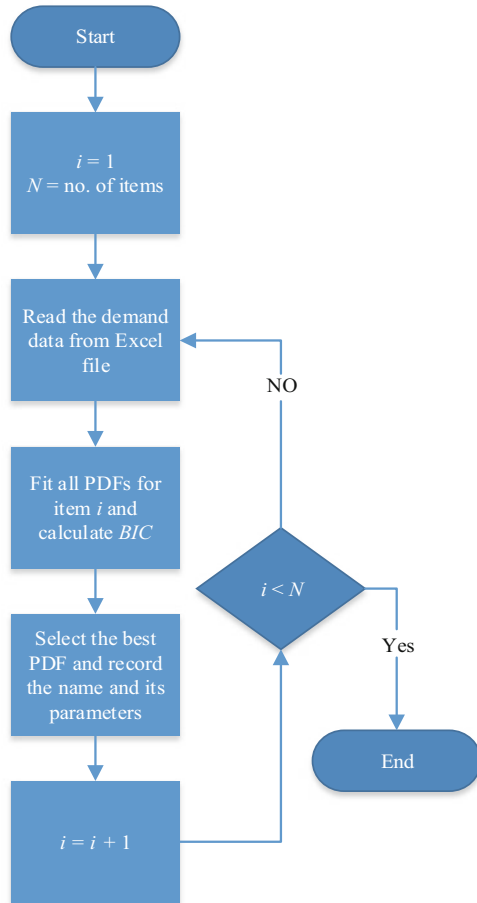 Start
i = 1
N = no. of items
Read the demand
data from Excel
file
NO
Fit all PDFs for
item i and
calculate BIC
i < N
Select the best
PDF and record
the name and its
parameters
Yes
End
i = i + 1